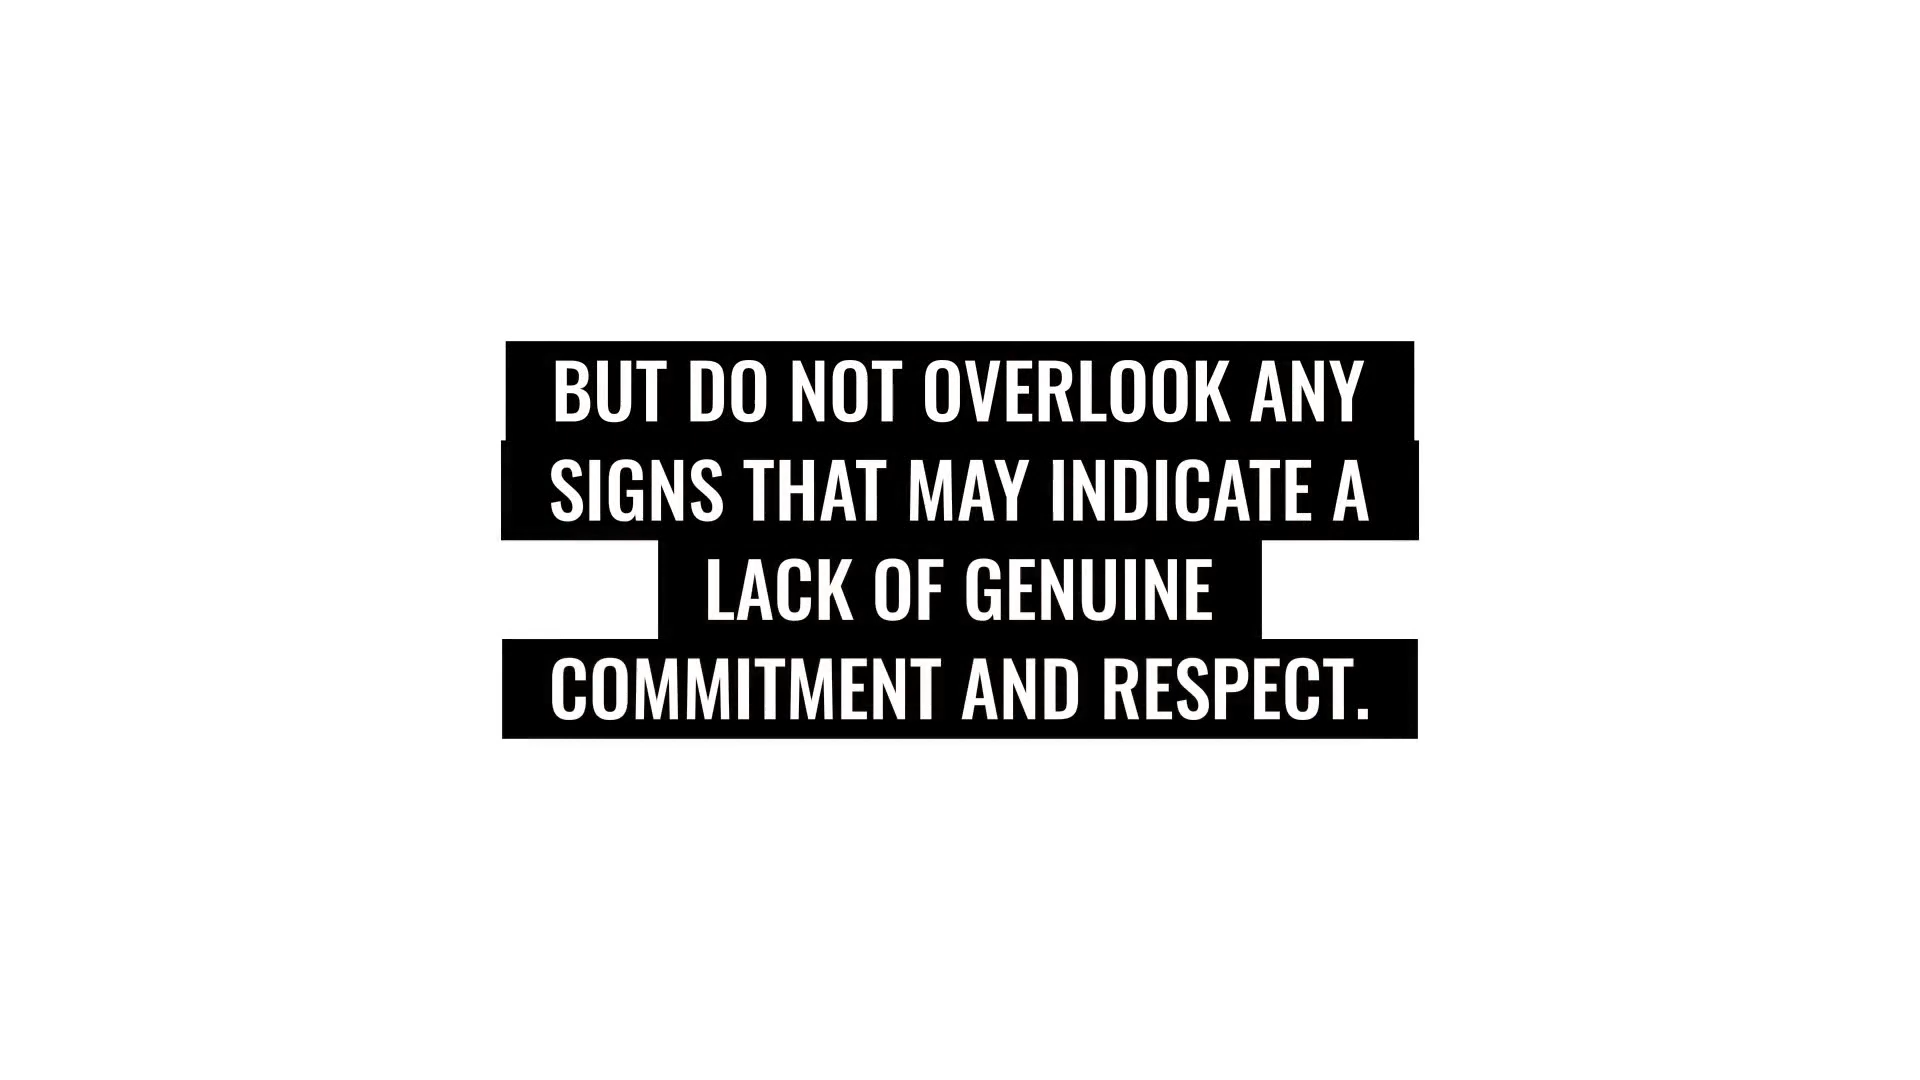 BUT DO NOT OVERLOOK ANY
SIGNS THAT MAY INDICATE A
LACK OF GENUINE
COMMITMENT AND RESPECT.